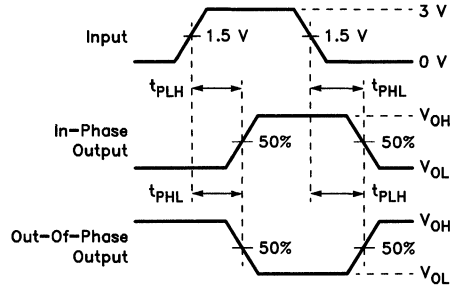 3 V
Input
1.5 V
1.5 V
0 V
tPLH
tPHL
VOH
In-Phase
Output
50%
50%
VOL
tPHL
tPLH
VOH
Out-Of-Phase
Output
50%
50%
VOL